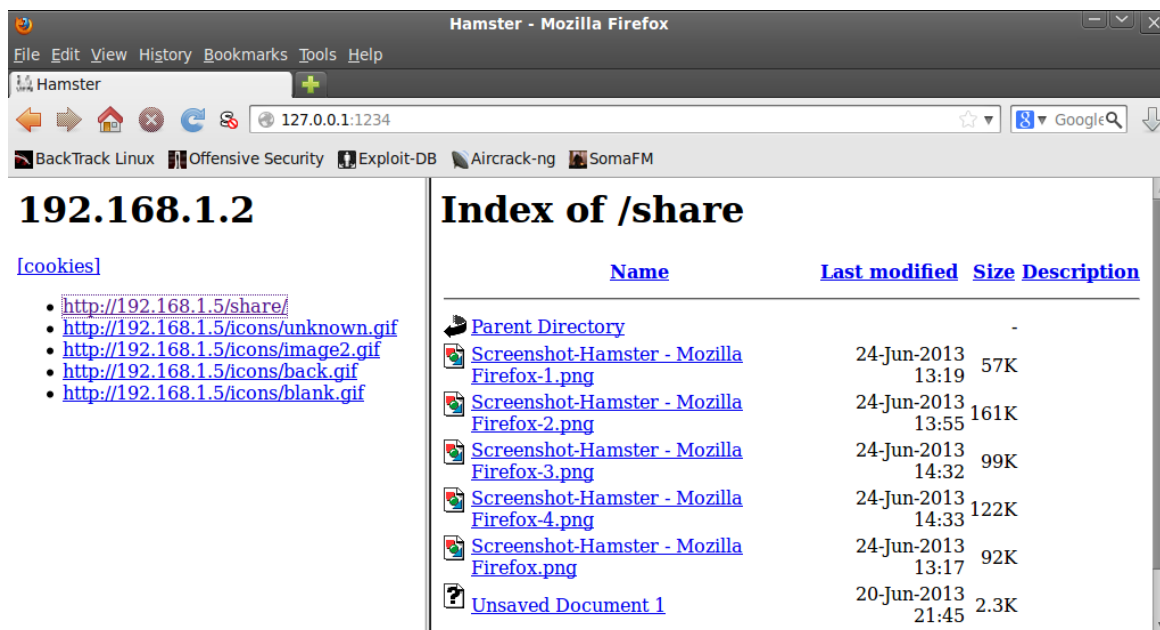 Hamster - Mozilla Firefox
File Edit View History Bookmarks Tools Help
Hamster
127.0.0.1:1234
Google
BackTrack Linux Offensive Security Exploit-DB Aircrack-ng SomaFM
192.168.1.2
[cookies]
http://192.168.1.5/share/
http://192.168.1.5/icons/unknown.gif
http://192.168.1.5/icons/image2.gif
http://192.168.1.5/icons/back.gif
http://192.168.1.5/icons/blank.gif
Index of /share
Name Last modified Size Description
Parent Directory -
Screenshot-Hamster - Mozilla 24-Jun-2013
Firefox-1.png 13:19 57K
Screenshot-Hamster - Mozilla 24-Jun-2013
Firefox-2.png 13:55 161K
Screenshot-Hamster - Mozilla 24-Jun-2013
Firefox-3.png 14:32 99K
Screenshot-Hamster - Mozilla 24-Jun-2013
Firefox-4.png 14:33 122K
Screenshot-Hamster - Mozilla 24-Jun-2013
Firefox.png 13:17 92K
Unsaved Document 1 20-Jun-2013
21:45 2.3K